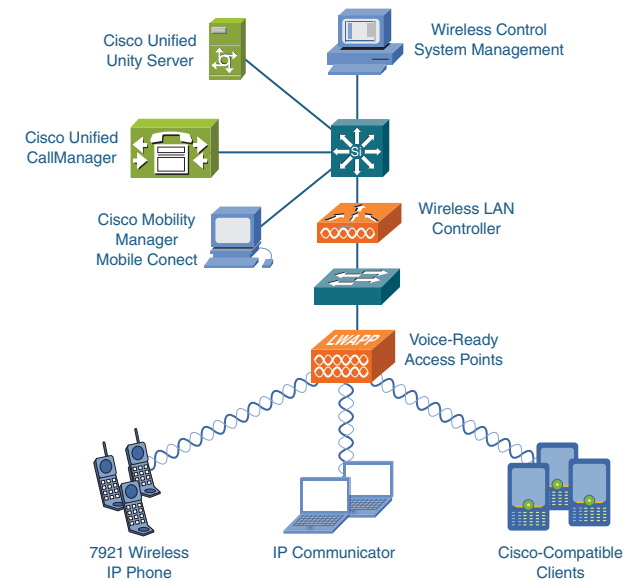 Cisco Unified
Unity Server
Wireless Control
System Management
Cisco Unified
CallManager
Si
Cisco Mobility
Manager
Mobile Conect
Wireless LAN
Controller
LWAPP
Voice-Ready
Access Points
7921 Wireless
IP Phone
IP Communicator
Cisco-Compatible
Clients